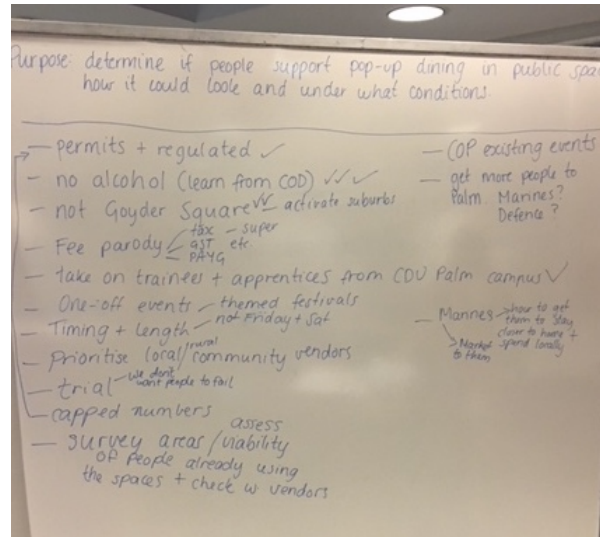 Purpose: determine if people support pop-up dining in public spa
how it could look and under what conditions.
— permits + regulated ✓
— no alcohol (learn from COD) ✓✓ ✓
— not Goyder Square ✓✓ — activate suburbs
— Fee parody tax — super
GST etc.
PAYG
— take on trainees + apprentices from CDU Palm campus ✓
— One-off events — themed festivals
— Timing + Length — not Friday + Sat
— Prioritise local/rural community vendors
— trial — we don't
want people to fail
— capped numbers
— survey areas / assess viability
of people already using
the spaces + check w vendors
— COP existing events
— get more people to
Palm. Mannes?
Defence?
— Mannes — how to get
them to stay
closer to home +
spend locally
> Market
to them